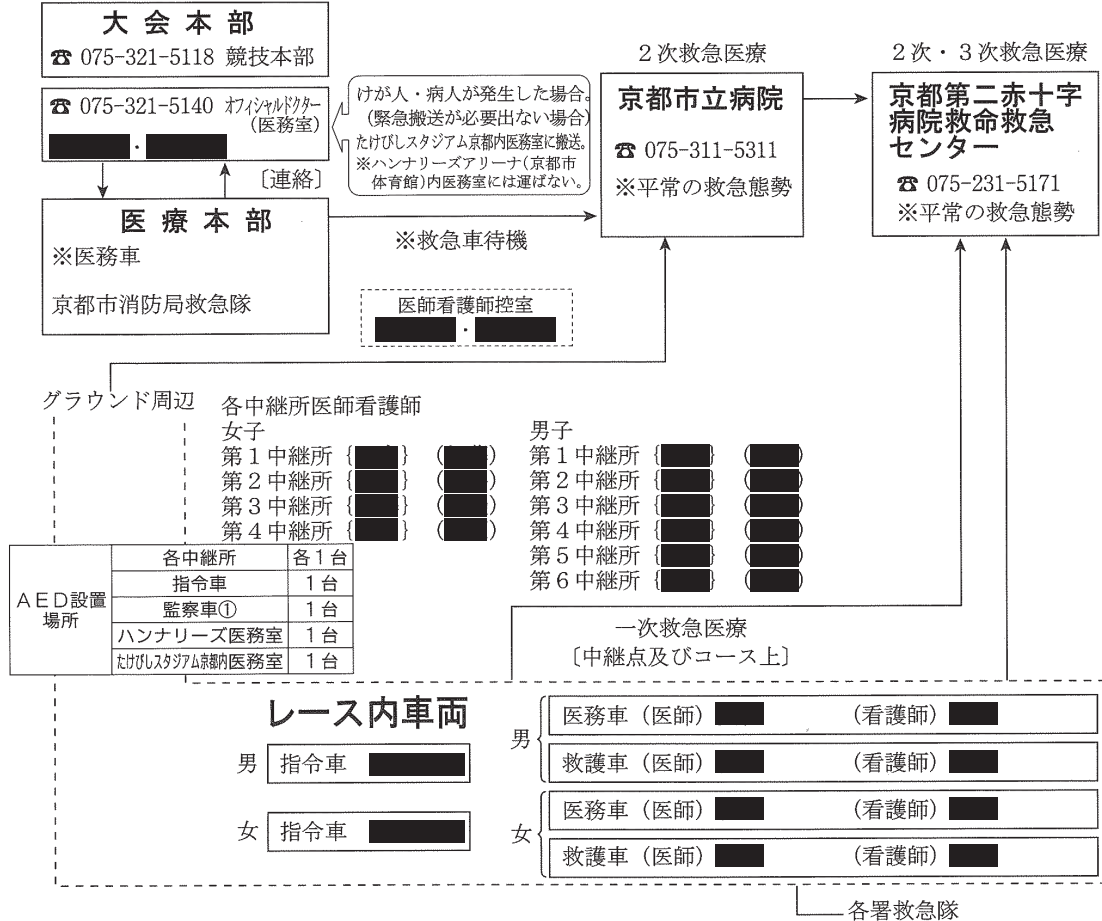 大会本部
☎ 075-321-5118 競技本部
☎ 075-321-5140 オフィシャルドクター
(医務室)
・
〔連絡〕
けが人・病人が発生した場合。
(緊急搬送が必要出ない場合)
たけびしスタジアム京都内医務室に搬送。
※ハンナリーズアリーナ(京都市
体育館)内医務室には運ばない。
2次救急医療
京都市立病院
☎ 075-311-5311
※平常の救急態勢
2次・3次救急医療
京都第二赤十字
病院救命救急
センター
☎ 075-231-5171
※平常の救急態勢
医療本部
※医務車
京都市消防局救急隊
※救急車待機
医師看護師控室
・
グラウンド周辺
各中継所医師看護師
女子
第1中継所 { } ( )
第2中継所 { } ( )
第3中継所 { } ( )
第4中継所 { } ( )
男子
第1中継所 { } ( )
第2中継所 { } ( )
第3中継所 { } ( )
第4中継所 { } ( )
第5中継所 { } ( )
第6中継所 { } ( )
AED設置
場所
各中継所 各1台
指令車 1台
監察車① 1台
ハンナリーズ医務室 1台
たけびしスタジアム京都内医務室 1台
一次救急医療
〔中継点及びコース上〕
レース内車両
男 指令車
女 指令車
男
医務車(医師) (看護師)
救護車(医師) (看護師)
女
医務車(医師) (看護師)
救護車(医師) (看護師)
各署救急隊